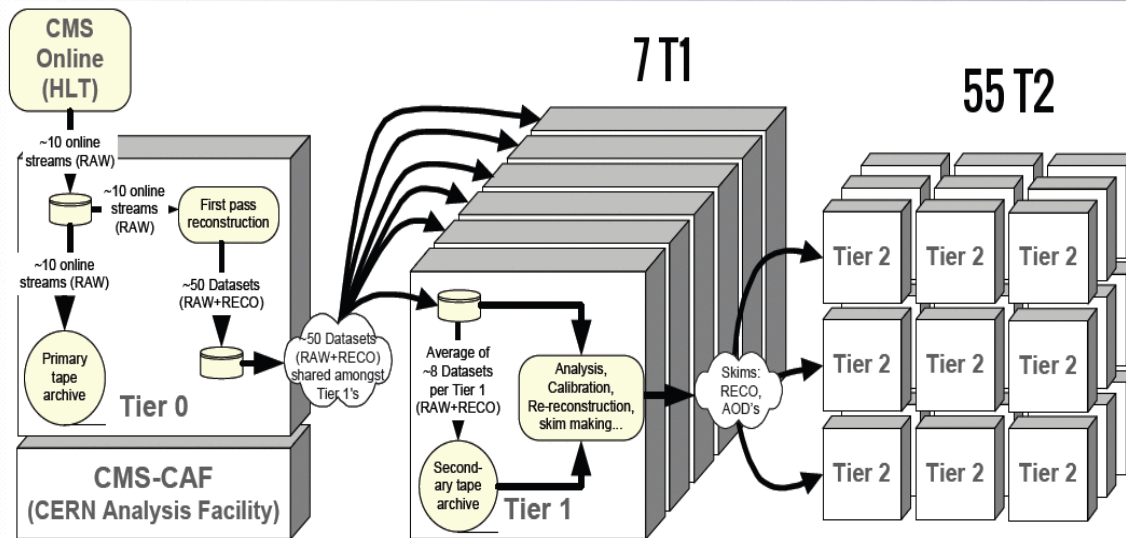 CMS
Online
(HLT)
~10 online
streams (RAW)
~10 online
streams
(RAW)
First pass
reconstruction
~10 online
streams (RAW)
~50 Datasets
(RAW+RECO)
Primary
tape
archive
Tier 0
CMS-CAF
(CERN Analysis Facility)
~50 Datasets
(RAW+RECO)
shared amongst
Tier 1's
7 T1
Average of
~8 Datasets
per Tier 1
(RAW+RECO)
Analysis,
Calibration,
Re-reconstruction,
skim making...
Second-
ary tape
archive
Tier 1
Skims:
RECO,
AOD's
55 T2
Tier 2 Tier 2 Tier 2
Tier 2 Tier 2 Tier 2
Tier 2 Tier 2 Tier 2